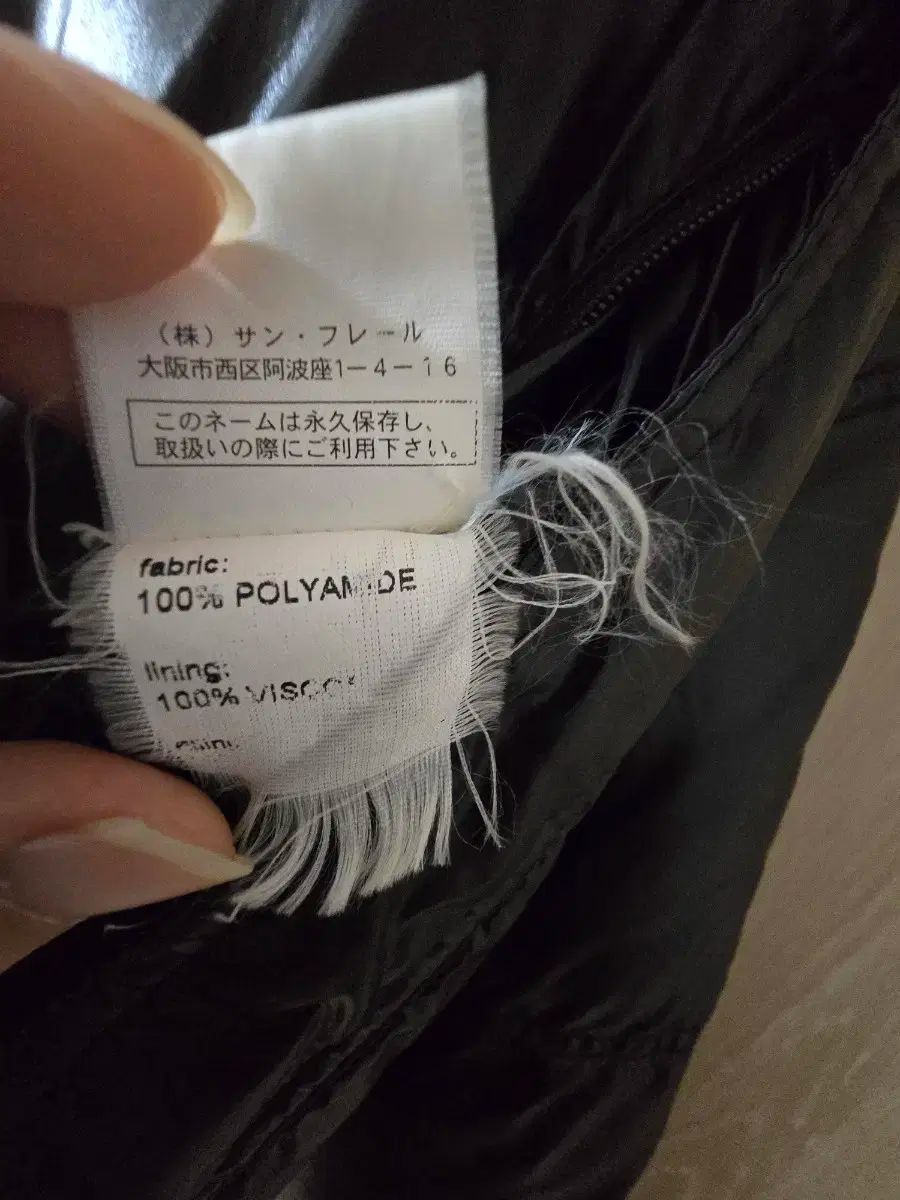 （株）サン・フレール
大阪市西区阿波座1－4－16
このネームは永久保存し、
取扱いの際にご利用下さい。
fabric:
100% POLYAMIDE
lining:
100%